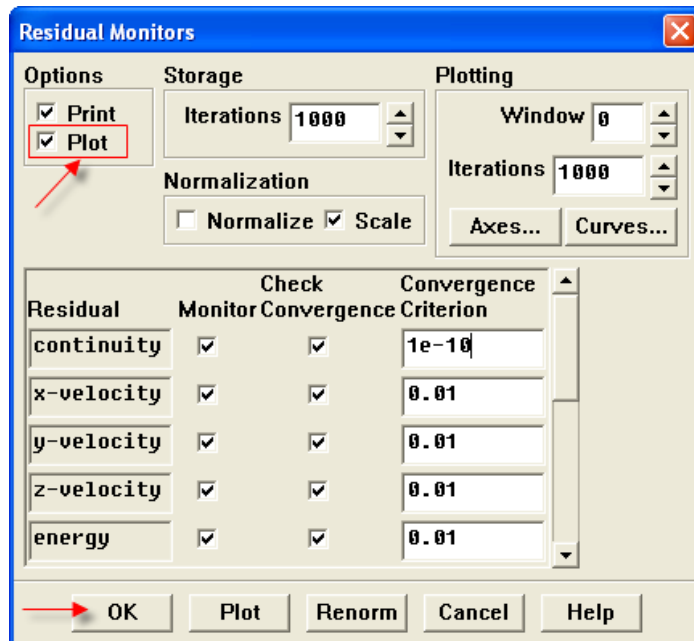 Residual Monitors
Options Storage Plotting
Print Iterations 1000 Window 0
Plot
Iterations 1000
Normalization
Normalize Scale Axes... Curves...
Check Convergence
Residual Monitor Convergence Criterion
continuity 1e-10
x-velocity 0.01
y-velocity 0.01
z-velocity 0.01
energy 0.01
OK Plot Renorm Cancel Help